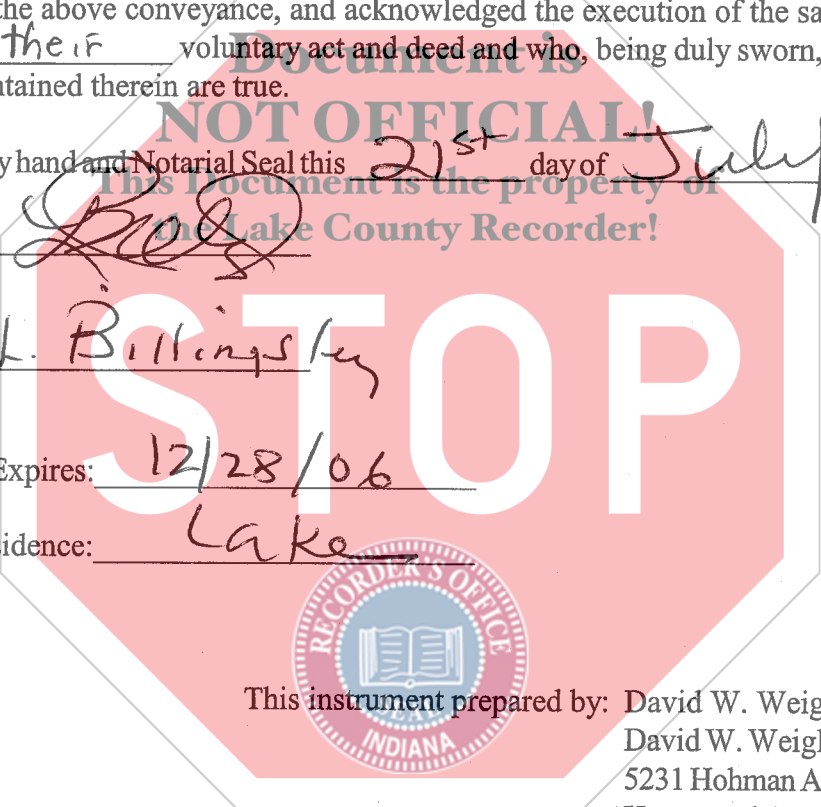 the above conveyance, and acknowledged the execution of the sa
their voluntary act and deed and who, being duly sworn,
ntained therein are true.
Document is
NOT OFFICIAL!
This Document is the property of
the Lake County Recorder!
y hand and Notarial Seal this 21st day of July
L. Billingsley
STOP
Expires: 12/28/06
sidence: Lake
RECORDER'S OFFICE
SEAL
INDIANA
This instrument prepared by: David W. Weig
David W. Weigl
5231 Hohman A